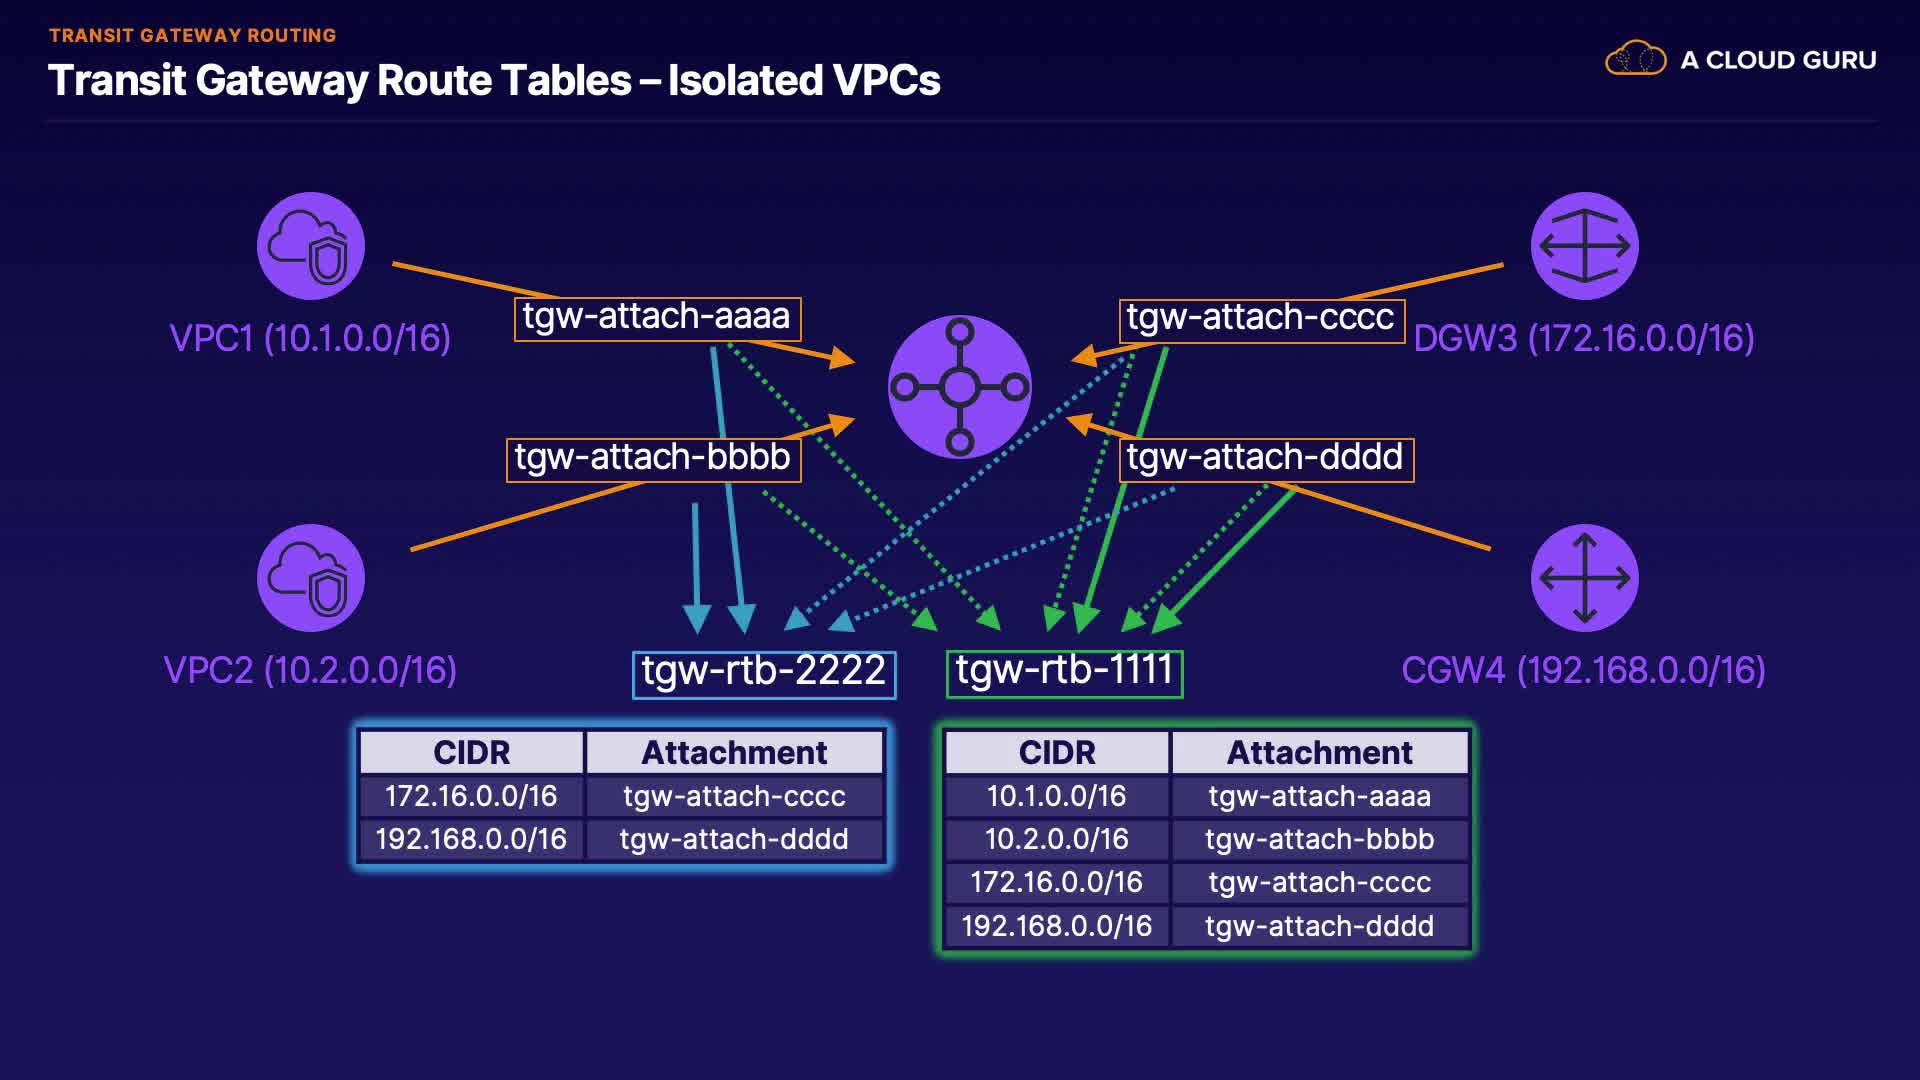 TRANSIT GATEWAY ROUTING
Transit Gateway Route Tables – Isolated VPCs
A CLOUD GURU
tgw-attach-aaaa
tgw-attach-cccc
VPC1 (10.1.0.0/16)
DGW3 (172.16.0.0/16)
tgw-attach-bbbb
tgw-attach-dddd
VPC2 (10.2.0.0/16)
tgw-rtb-2222
tgw-rtb-1111
CGW4 (192.168.0.0/16)
CIDR Attachment
172.16.0.0/16 tgw-attach-cccc
192.168.0.0/16 tgw-attach-dddd
CIDR Attachment
10.1.0.0/16 tgw-attach-aaaa
10.2.0.0/16 tgw-attach-bbbb
172.16.0.0/16 tgw-attach-cccc
192.168.0.0/16 tgw-attach-dddd